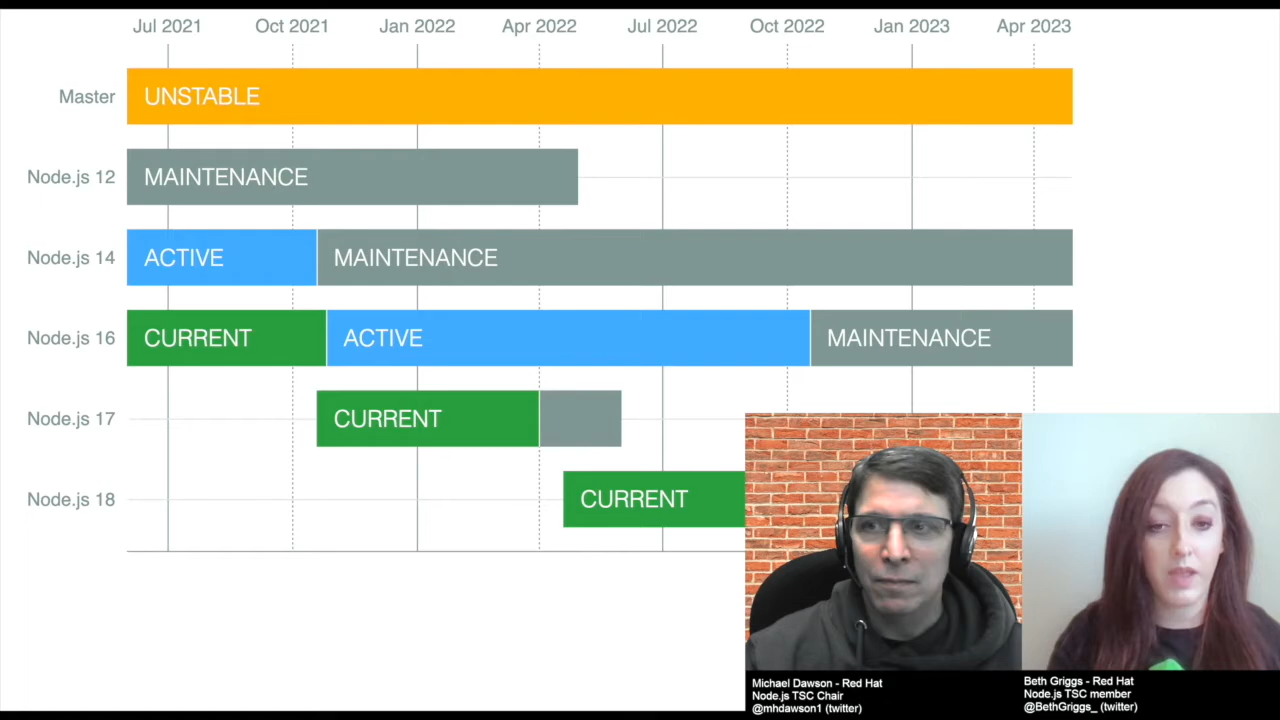 Jul 2021 Oct 2021 Jan 2022 Apr 2022 Jul 2022 Oct 2022 Jan 2023 Apr 2023
Master UNSTABLE
Node.js 12 MAINTENANCE
Node.js 14 ACTIVE MAINTENANCE
Node.js 16 CURRENT ACTIVE MAINTENANCE
Node.js 17 CURRENT
Node.js 18 CURRENT
Michael Dawson - Red Hat
Node.js TSC Chair
@mhdawson1 (twitter)
Beth Griggs - Red Hat
Node.js TSC member
@BethGriggs_ (twitter)